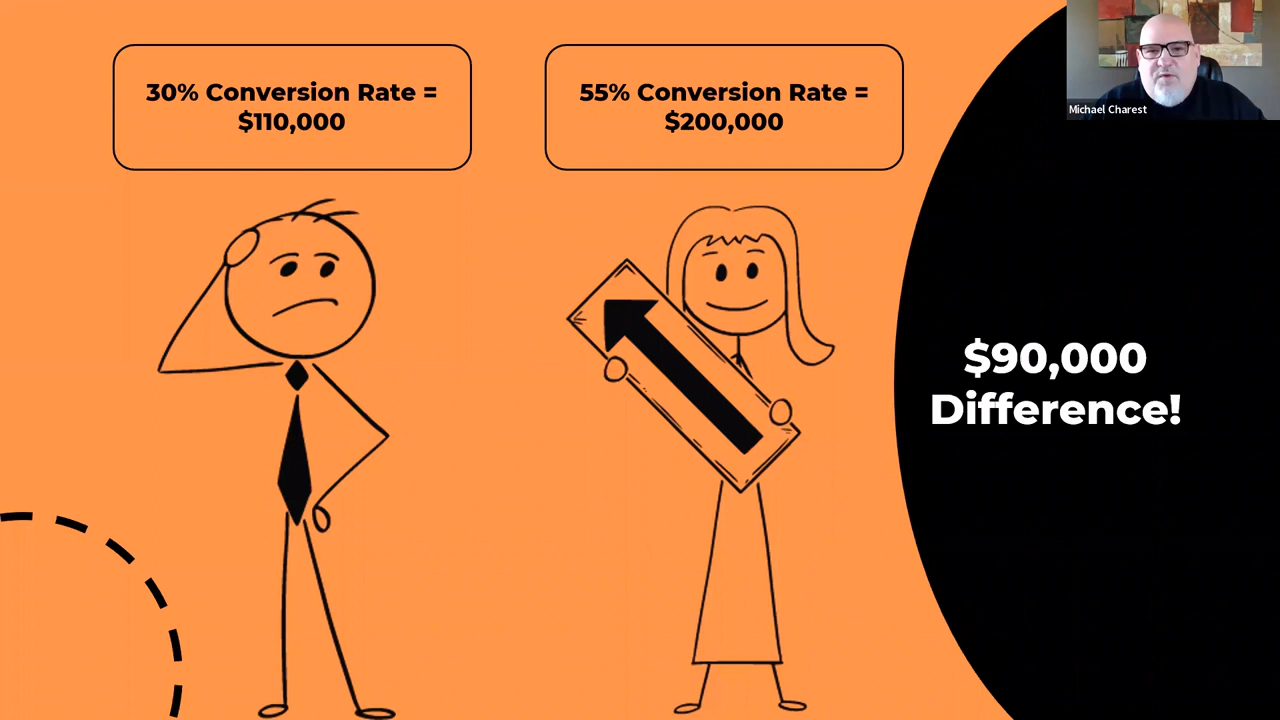 30% Conversion Rate =
$110,000
55% Conversion Rate =
$200,000
Michael Charest
$90,000
Difference!